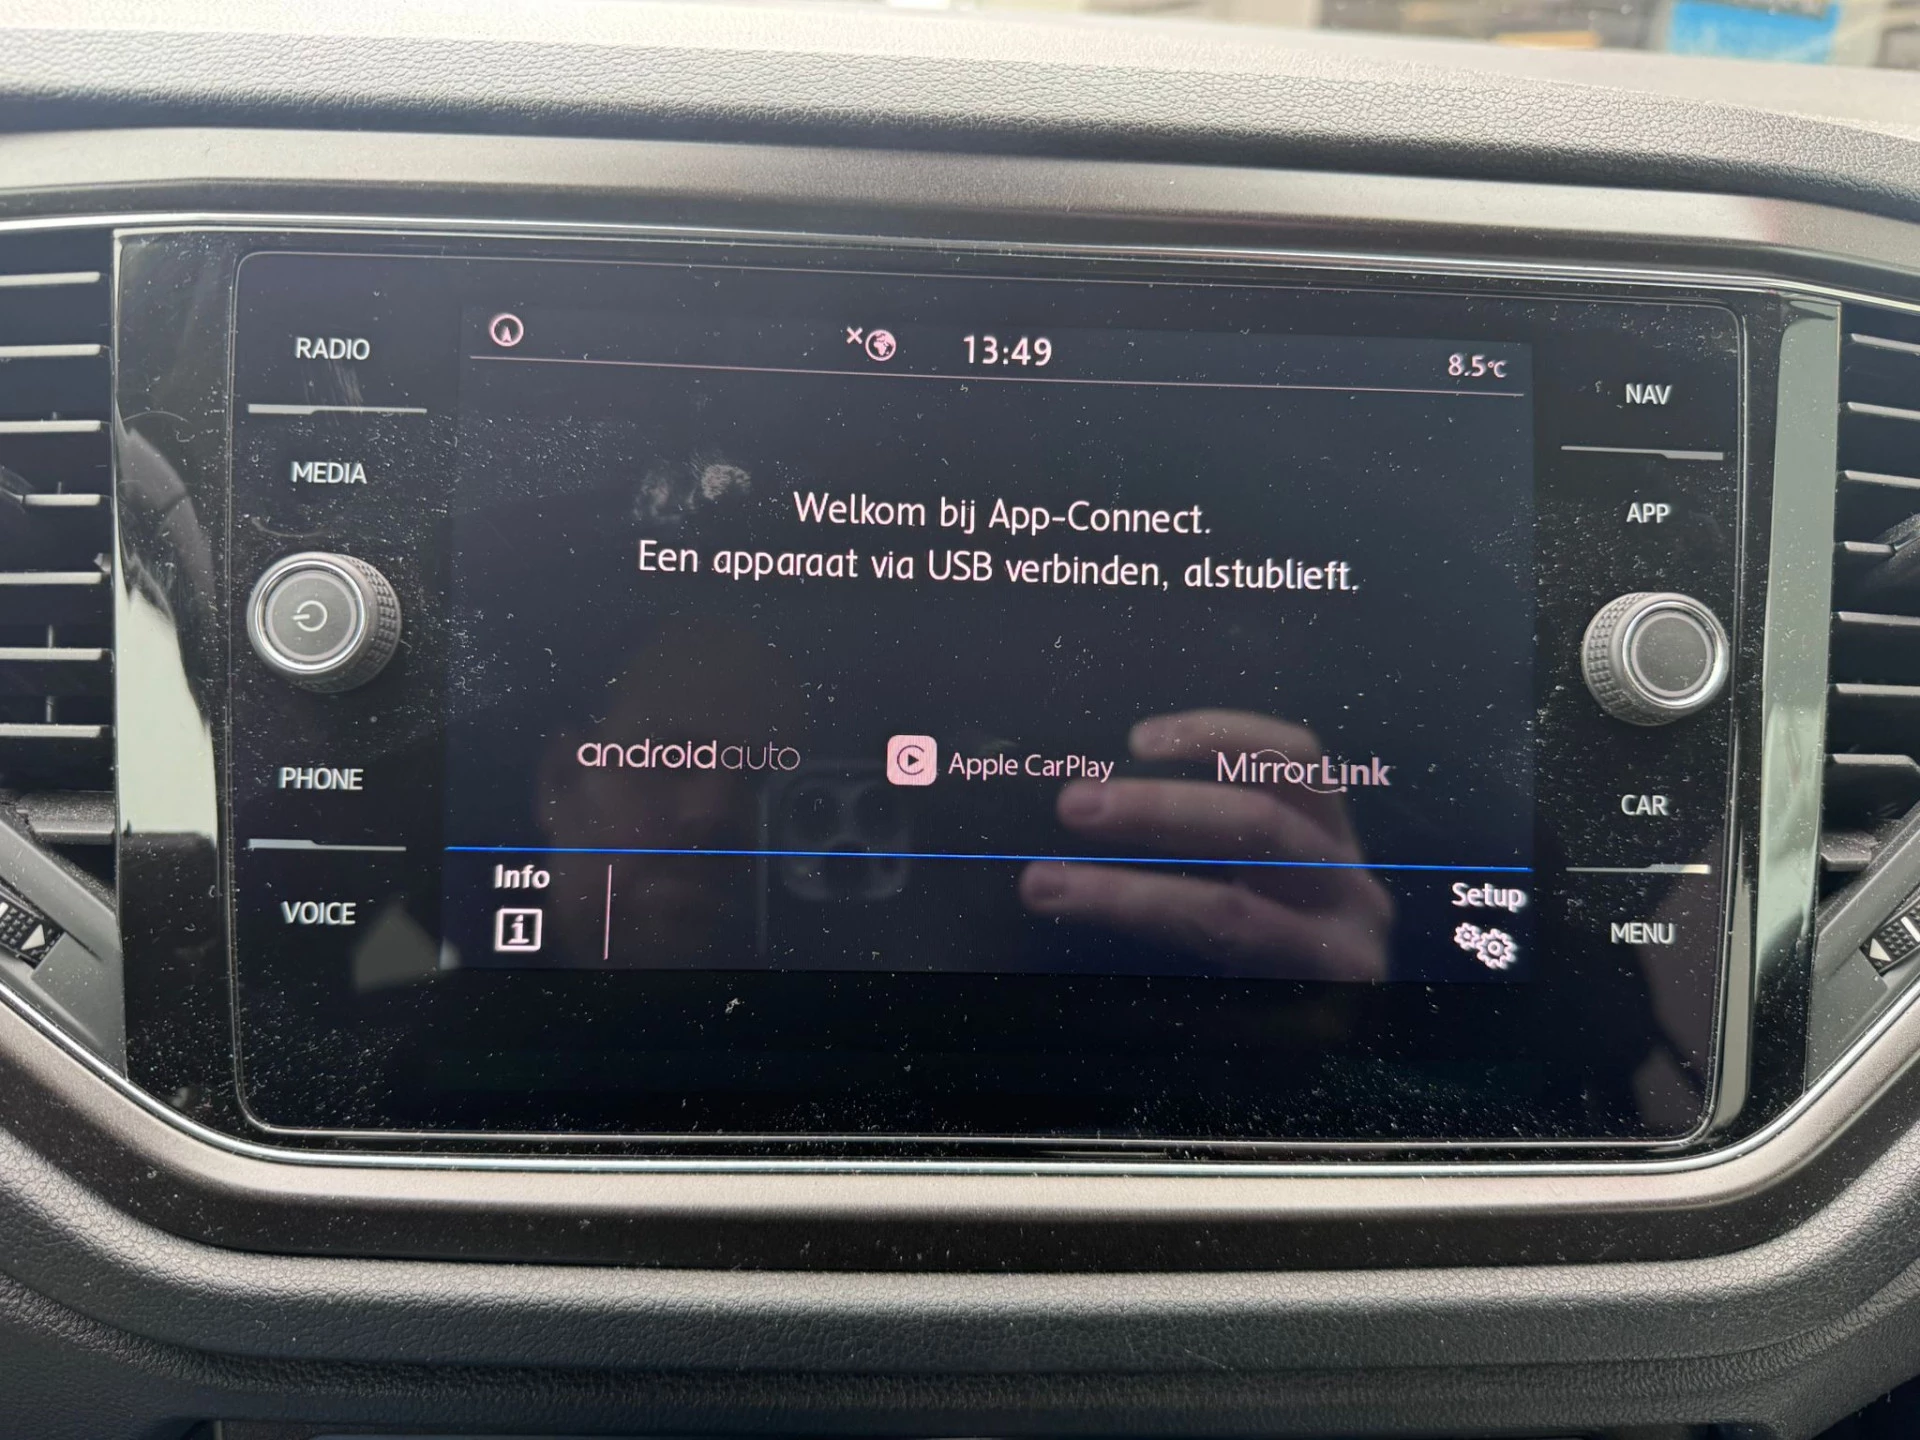 RADIO
MEDIA
PHONE
VOICE
13:49
8.5°C
Welkom bij App-Connect.
Een apparaat via USB verbinden, alstublieft.
androidauto
Apple CarPlay
MirrorLink
Info
i
Setup
NAV
APP
CAR
MENU